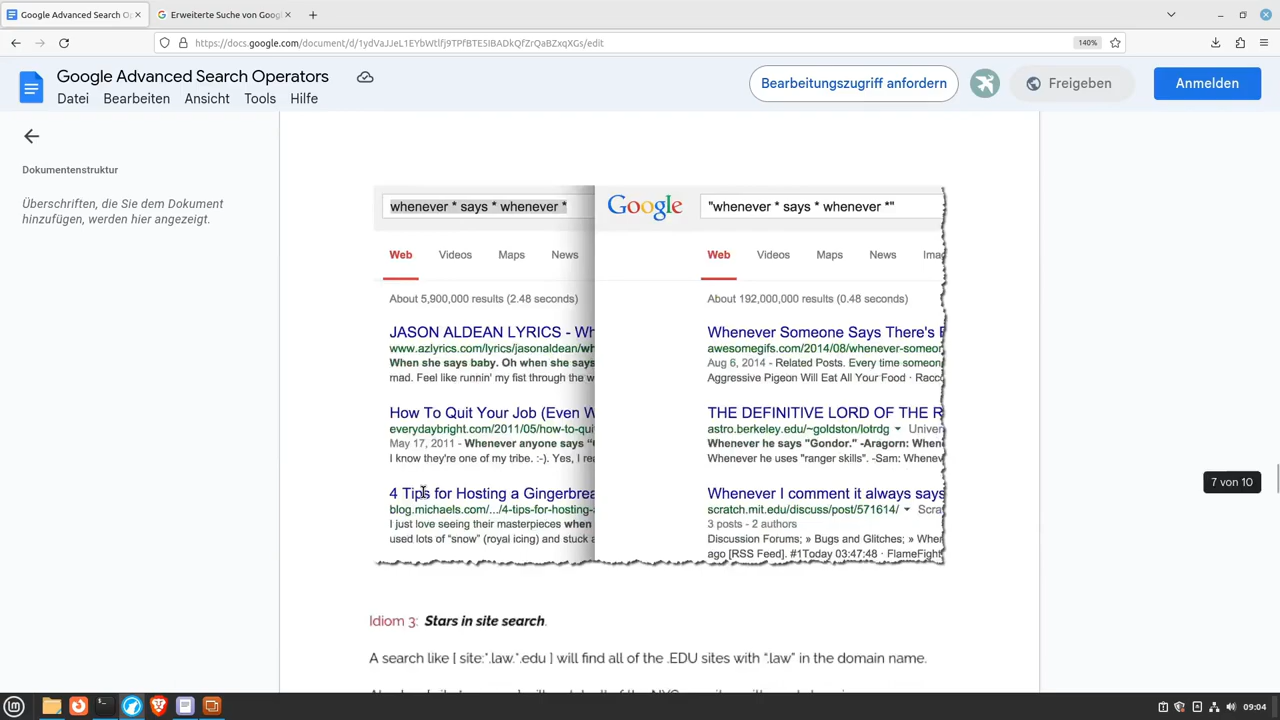 Google Advanced Search Op
Erweiterte Suche von Goog
https://docs.google.com/document/d/1ydVaJJeL1EYbWtlfj9TPfBTESIBADkQfZrQaBZxqXGs/edit
140%
Google Advanced Search Operators
Datei Bearbeiten Ansicht Tools Hilfe
Bearbeitungszugriff anfordern
Freigeben
Anmelden
Dokumentenstruktur
Überschriften, die Sie dem Dokument
hinzufügen, werden hier angezeigt.
whenever * says * whenever *
Web Videos Maps News
About 5,900,000 results (2.48 seconds)
JASON ALDEAN LYRICS - Wh
www.azlyrics.com/lyrics/jasonaldean/wh
When she says baby. Oh when she says
mad. Feel like runnin' my fist through the w
How To Quit Your Job (Even W
everydaybright.com/2011/05/how-to-qui
May 17, 2011 - Whenever anyone says "
I know they're one of my tribe. :-). Yes, I rea
4 Tips for Hosting a Gingerbrea
blog.michaels.com/.../4-tips-for-hosting-
I just love seeing their masterpieces when
used lots of "snow" (royal icing) and stuck
Google
"whenever * says * whenever *"
Web Videos Maps News Imag
About 192,000,000 results (0.48 seconds)
Whenever Someone Says There's
awesomegifs.com/2014/08/whenever-someor
Aug 6, 2014 - Related Posts. Every time someon
Aggressive Pigeon Will Eat All Your Food · Racc
THE DEFINITIVE LORD OF THE R
astro.berkeley.edu/~goldston/lotrdg Univer
Whenever he says "Gondor." -Aragorn: When
Whenever he uses "ranger skills". -Sam: Whenev
Whenever I comment it always says
scratch.mit.edu/discuss/post/571614/ Scra
3 posts - 2 authors
Discussion Forums; » Bugs and Glitches; » Whe
ago [RSS Feed]. #1Today 03:47:48 · FlameFigh
7 von 10
Idiom 3: Stars in site search.
A search like [ site:*.law.*.edu ] will find all of the .EDU sites with ".law" in the domain name.
09:04